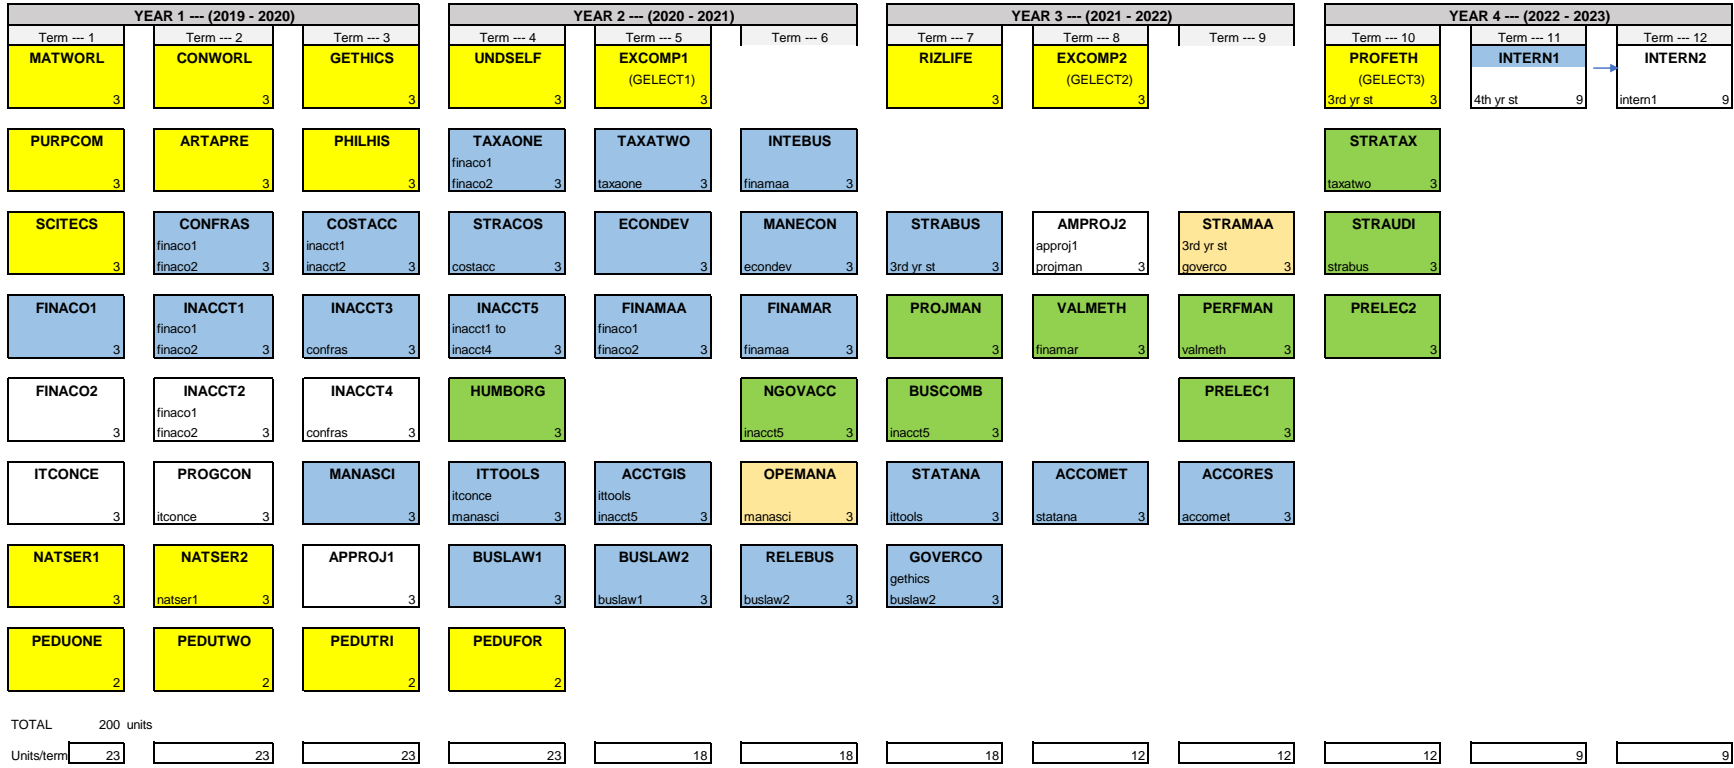 YEAR 1 --- (2019 - 2020) YEAR 2 --- (2020 - 2021) YEAR 3 --- (2021 - 2022) YEAR 4 --- (2022 - 2023)
Term --- 1 Term --- 2 Term --- 3 Term --- 4 Term --- 5 Term --- 6 Term --- 7 Term --- 8 Term --- 9 Term --- 10 Term --- 11 Term --- 12
MATWORL CONWORL GETHICS UNDSELF EXCOMP1 RIZLIFE EXCOMP2 PROFETH INTERN1 INTERN2
(GELECT1) (GELECT2) (GELECT3)
3 3 3 3 3 3 3 3rd yr st 3 4th yr st 9 intern1 9
PURPCOM ARTAPRE PHILHIS TAXAONE TAXATWO INTEBUS STRATAX
finaco1
3 3 3 finaco2 3 taxaone 3 finamaa 3 taxatwo 3
SCITECS CONFRAS COSTACC STRACOS ECONDEV MANECON STRABUS AMPROJ2 STRAMAA STRAUDI
finaco1 inacct1 approj1 3rd yr st
3 finaco2 3 inacct2 3 costacc 3 3 econdev 3 3rd yr st 3 projman 3 governco 3 strabus 3
FINACO1 INACCT1 INACCT3 INACCT5 FINAMAA FINAMAR PROJMAN VALMETH PERFMAN PRELEC2
finaco1 inacct1 to finaco1
3 finaco2 3 confras 3 inacct4 3 finaco2 3 finamaa 3 3 finamar 3 valmeth 3 3
FINACO2 INACCT2 INACCT4 HUMBORG NGOVACC BUSCOMB PRELEC1
finaco1
3 finaco2 3 confras 3 3 inacct5 3 inacct5 3 3
ITCONCE PROGCON MANASCI ITTOOLS ACCTGIS OPEMANA STATANA ACCOMET ACCORES
itconce ittools
3 itconce 3 3 manasci 3 inacct5 3 manasci 3 ittools 3 statana 3 accomet 3
NATSER1 NATSER2 APPROJ1 BUSLAW1 BUSLAW2 RELEBUS GOVERCO
gethics
3 natser1 3 3 3 buslaw1 3 buslaw2 3 buslaw2 3
PEDUONE PEDUTWO PEDUTRI PEDUFOR
2 2 2 2
TOTAL 200 units
Units/term 23 23 23 23 18 18 18 12 12 12 9 9